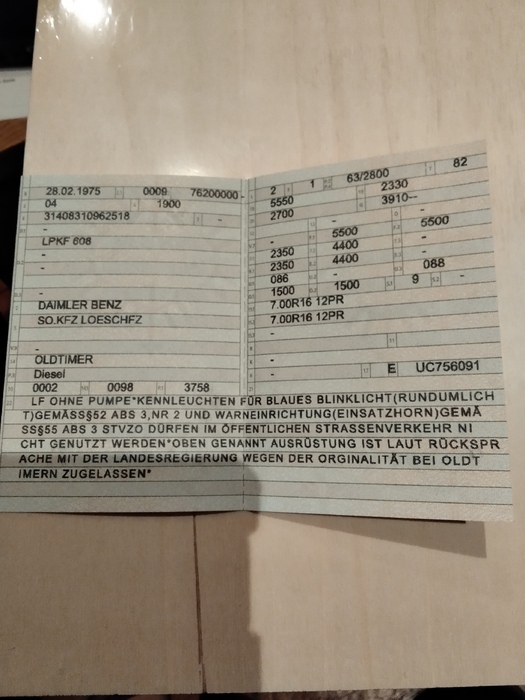 28.02.1975 0009 76200000-
04 1900
31408310962518 -
-
LPKF 608
-
-
DAIMLER BENZ
SO.KFZ LOESCHFZ
-
OLDTIMER
Diesel
0002 0098 3758
2 1 63/2800 82
5550 2330
2700 3910--
- -
- 5500 5500
2350 4400
2350 4400
086 - 088
1500 1500 9 -
7.00R16 12PR
7.00R16 12PR
-
-
- E UC756091
-
LF OHNE PUMPE*KENNLEUCHTEN FÜR BLAUES BLINKLICHT(RUNDUMLICH
T)GEMÄSS§52 ABS 3,NR 2 UND WARNEINRICHTUNG(EINSATZHORN)GEMÄ
SS§55 ABS 3 STVZO DÜRFEN IM ÖFFENTLICHEN STRASSENVERKEHR NI
CHT GENUTZT WERDEN*OBEN GENANNT AUSRÜSTUNG IST LAUT RÜCKSPR
ACHE MIT DER LANDESREGIERUNG WEGEN DER ORGINALITÄT BEI OLDT
IMERN ZUGELASSEN*